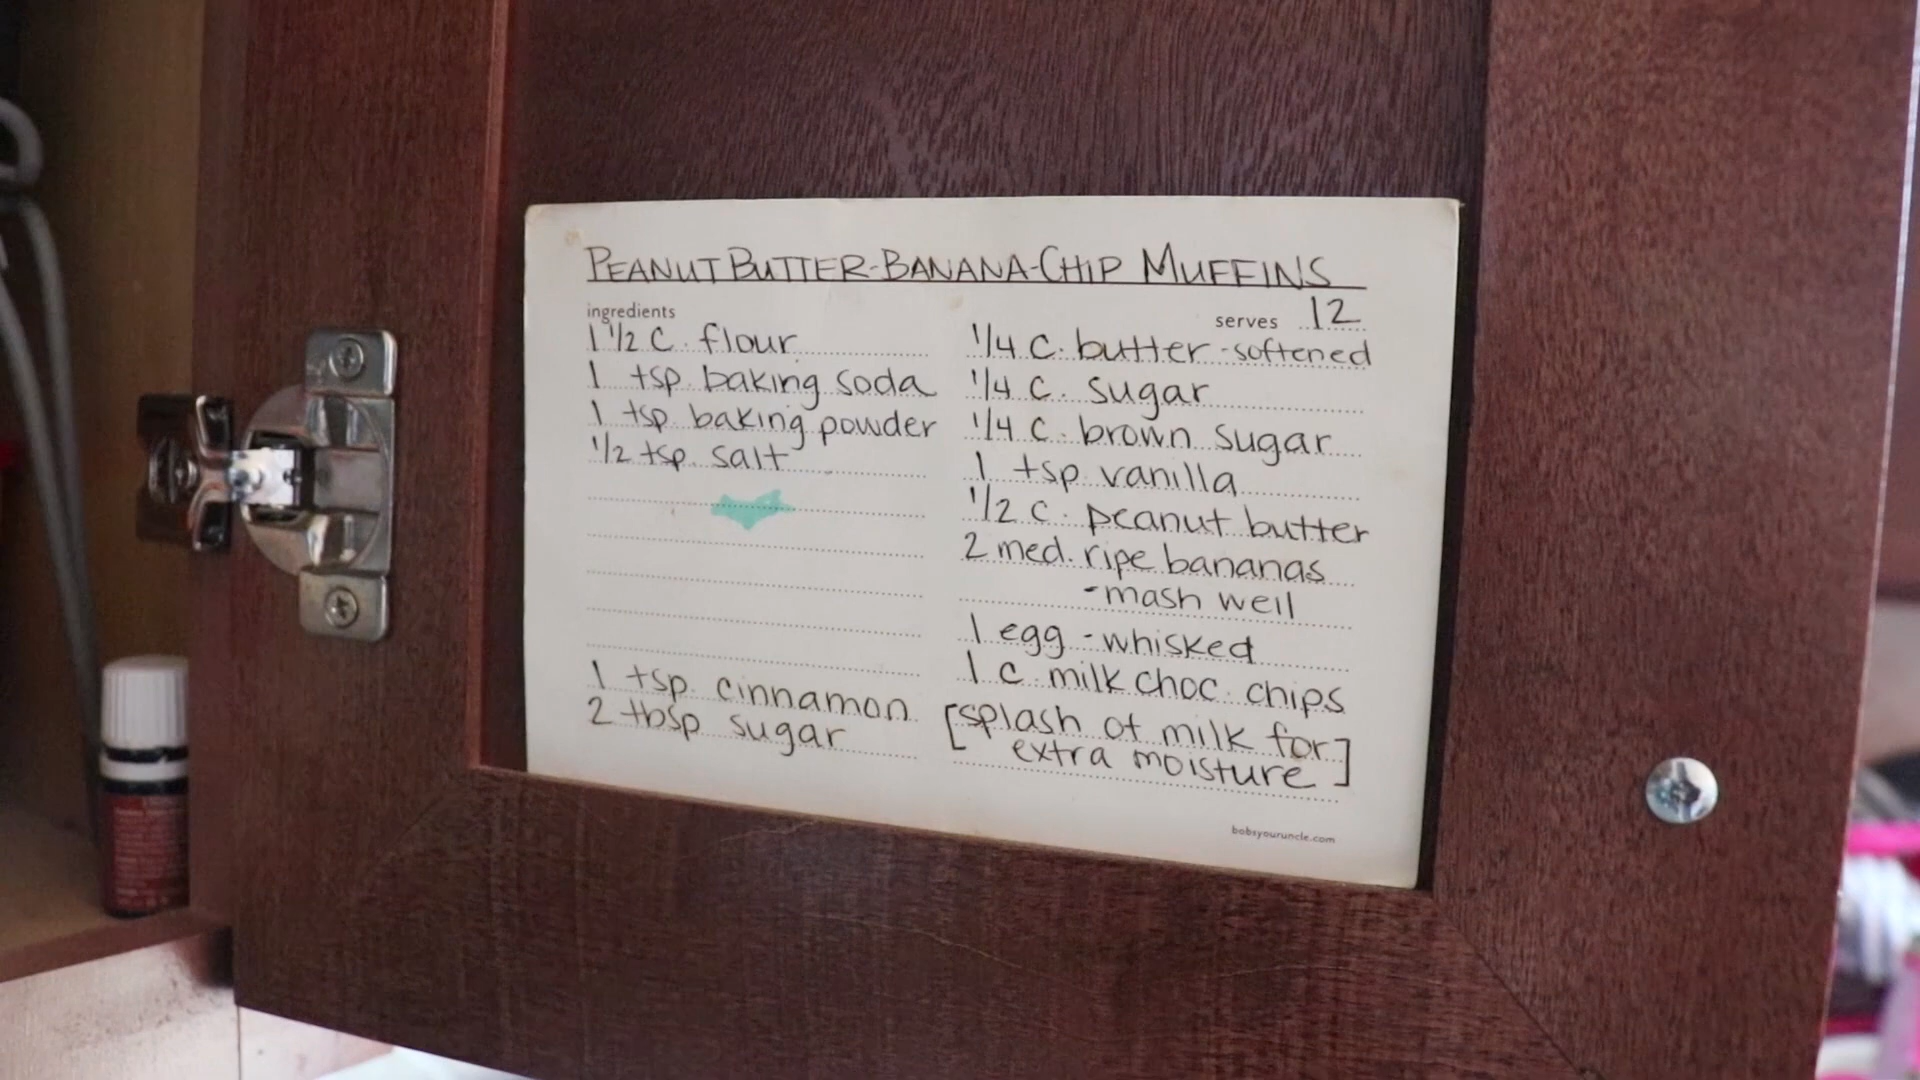 PEANUT BUTTER-BANANA-CHIP MUFFINS
ingredients
serves 12
1 1/2 C. flour
1 tsp. baking soda
1 tsp. baking powder
1/2 tsp. salt
1 tsp. cinnamon
2 tbsp sugar
1/4 C. butter - softened
1/4 C. sugar
1/4 C. brown sugar
1 tsp. vanilla
1/2 C. peanut butter
2 med. ripe bananas
- mash well
1 egg - whisked
1 C. milk choc. chips
[splash of milk for
extra moisture]
bobsyouruncle.com